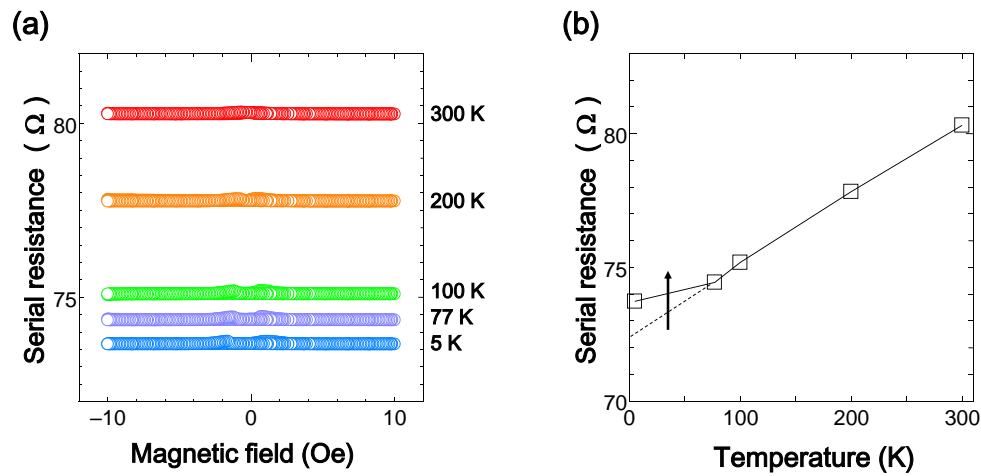 (a)
Serial resistance ( Ω )
80
75
300 K
200 K
100 K
77 K
5 K
−10
0
10
Magnetic field (Oe)
(b)
Serial resistance ( Ω )
80
75
70
0
100
200
300
Temperature (K)